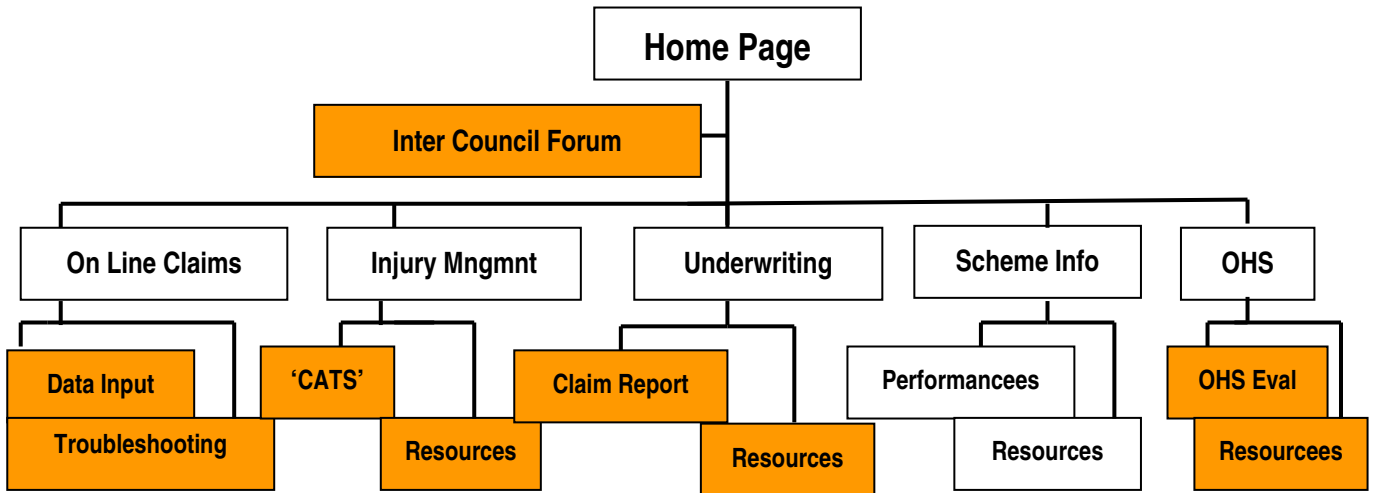 Home Page
Inter Council Forum
On Line Claims
Injury Mngmnt
Underwriting
Scheme Info
OHS
Data Input
Troubleshooting
‘CATS’
Resources
Claim Report
Resources
Performancees
Resources
OHS Eval
Resourcees